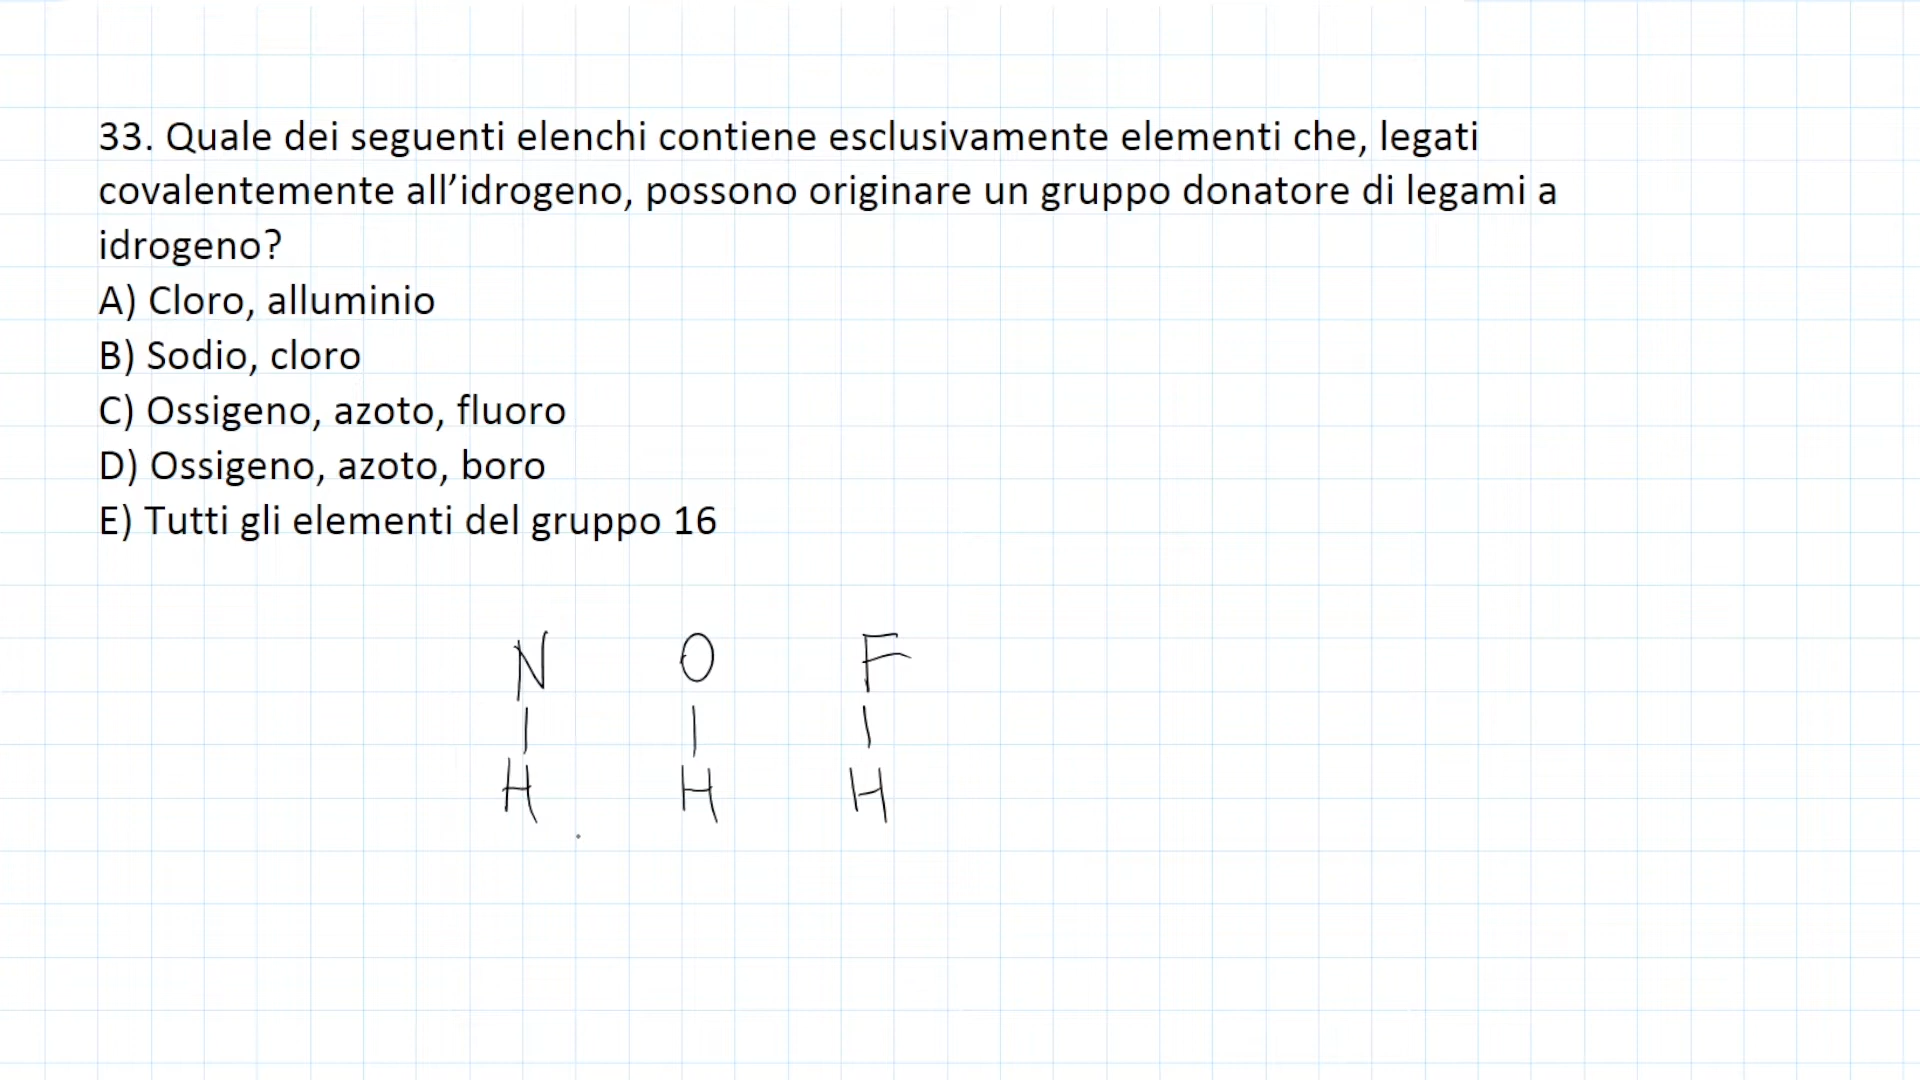 33. Quale dei seguenti elenchi contiene esclusivamente elementi che, legati
covalentemente all’idrogeno, possono originare un gruppo donatore di legami a
idrogeno?
A) Cloro, alluminio
B) Sodio, cloro
C) Ossigeno, azoto, fluoro
D) Ossigeno, azoto, boro
E) Tutti gli elementi del gruppo 16
N O F
| | |
H H H